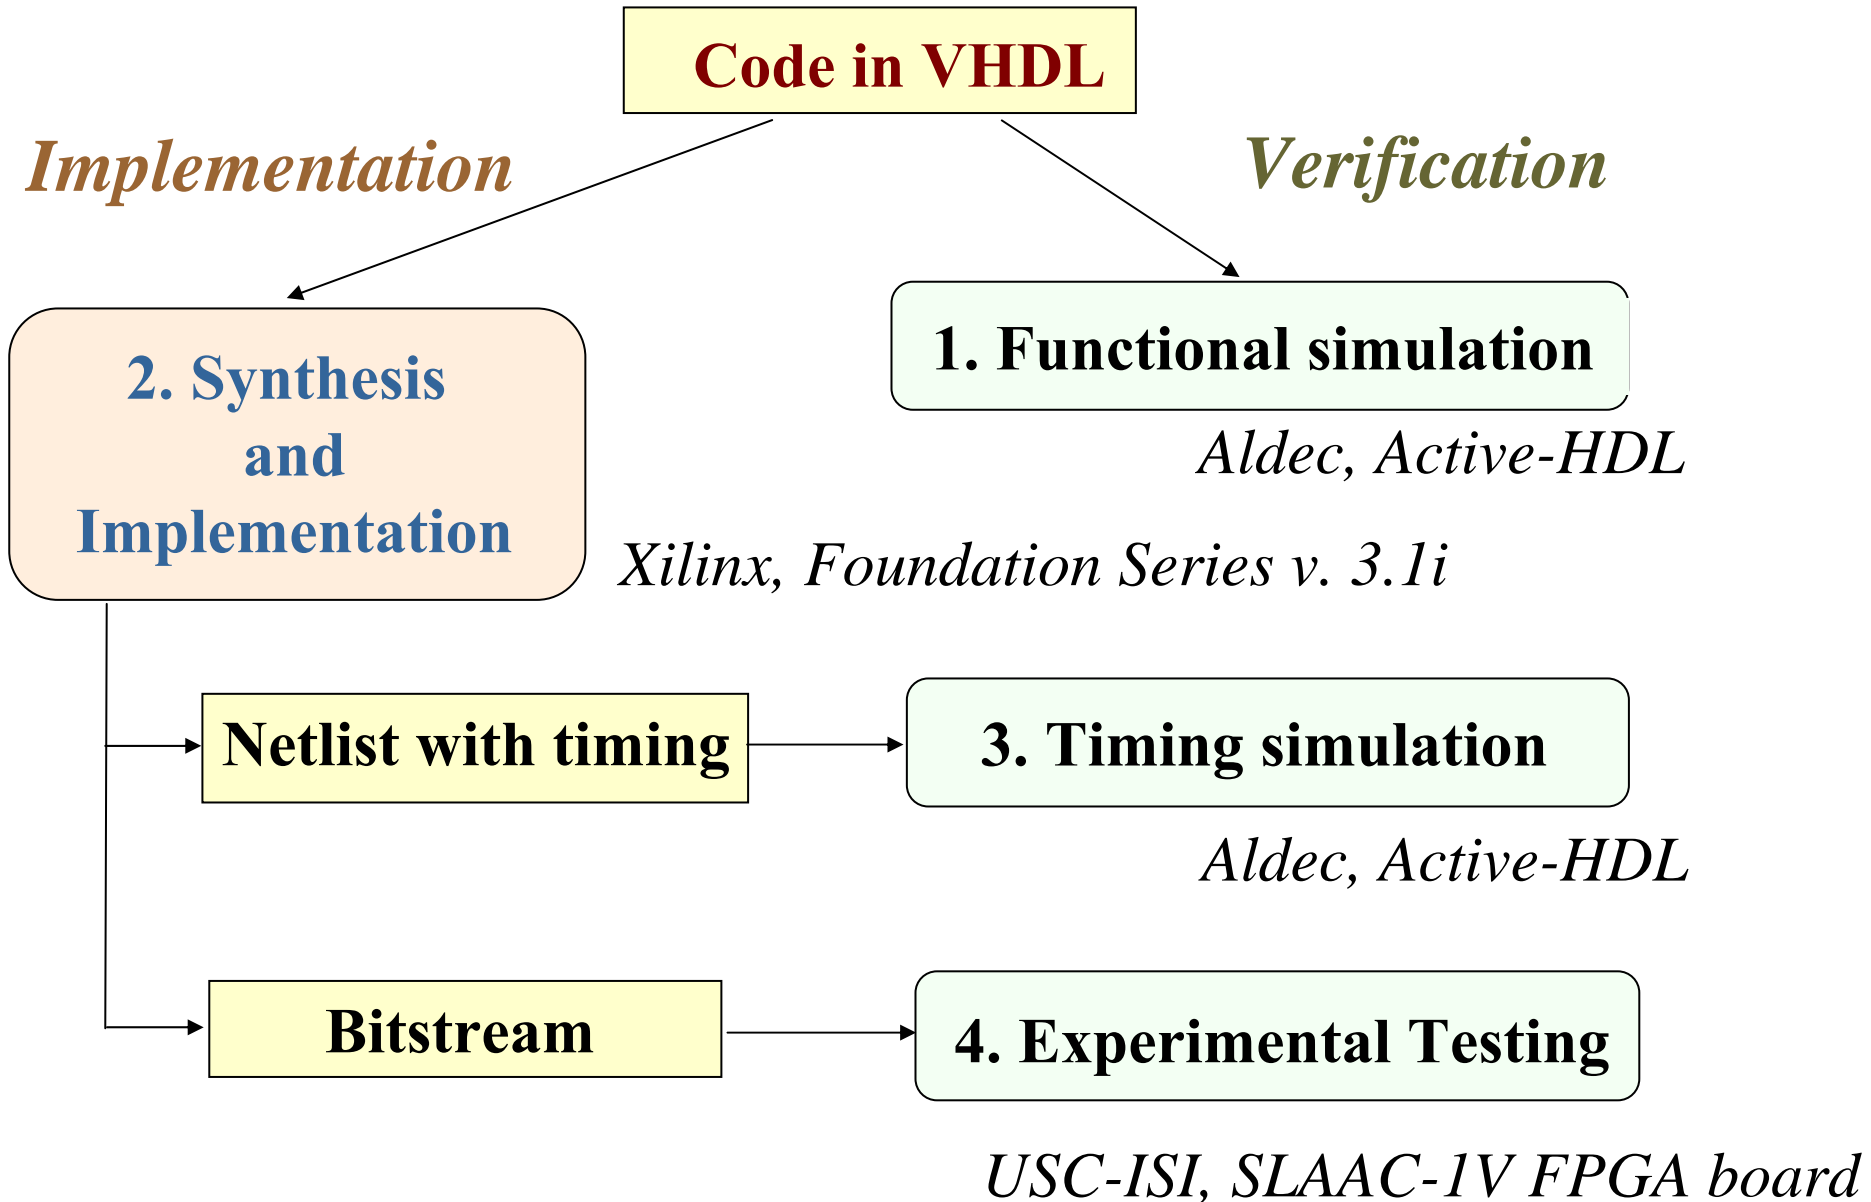 Code in VHDL
Implementation
Verification
1. Functional simulation
2. Synthesis
and
Implementation
Aldec, Active-HDL
Xilinx, Foundation Series v. 3.1i
Netlist with timing
3. Timing simulation
Aldec, Active-HDL
Bitstream
4. Experimental Testing
USC-ISI, SLAAC-1V FPGA board